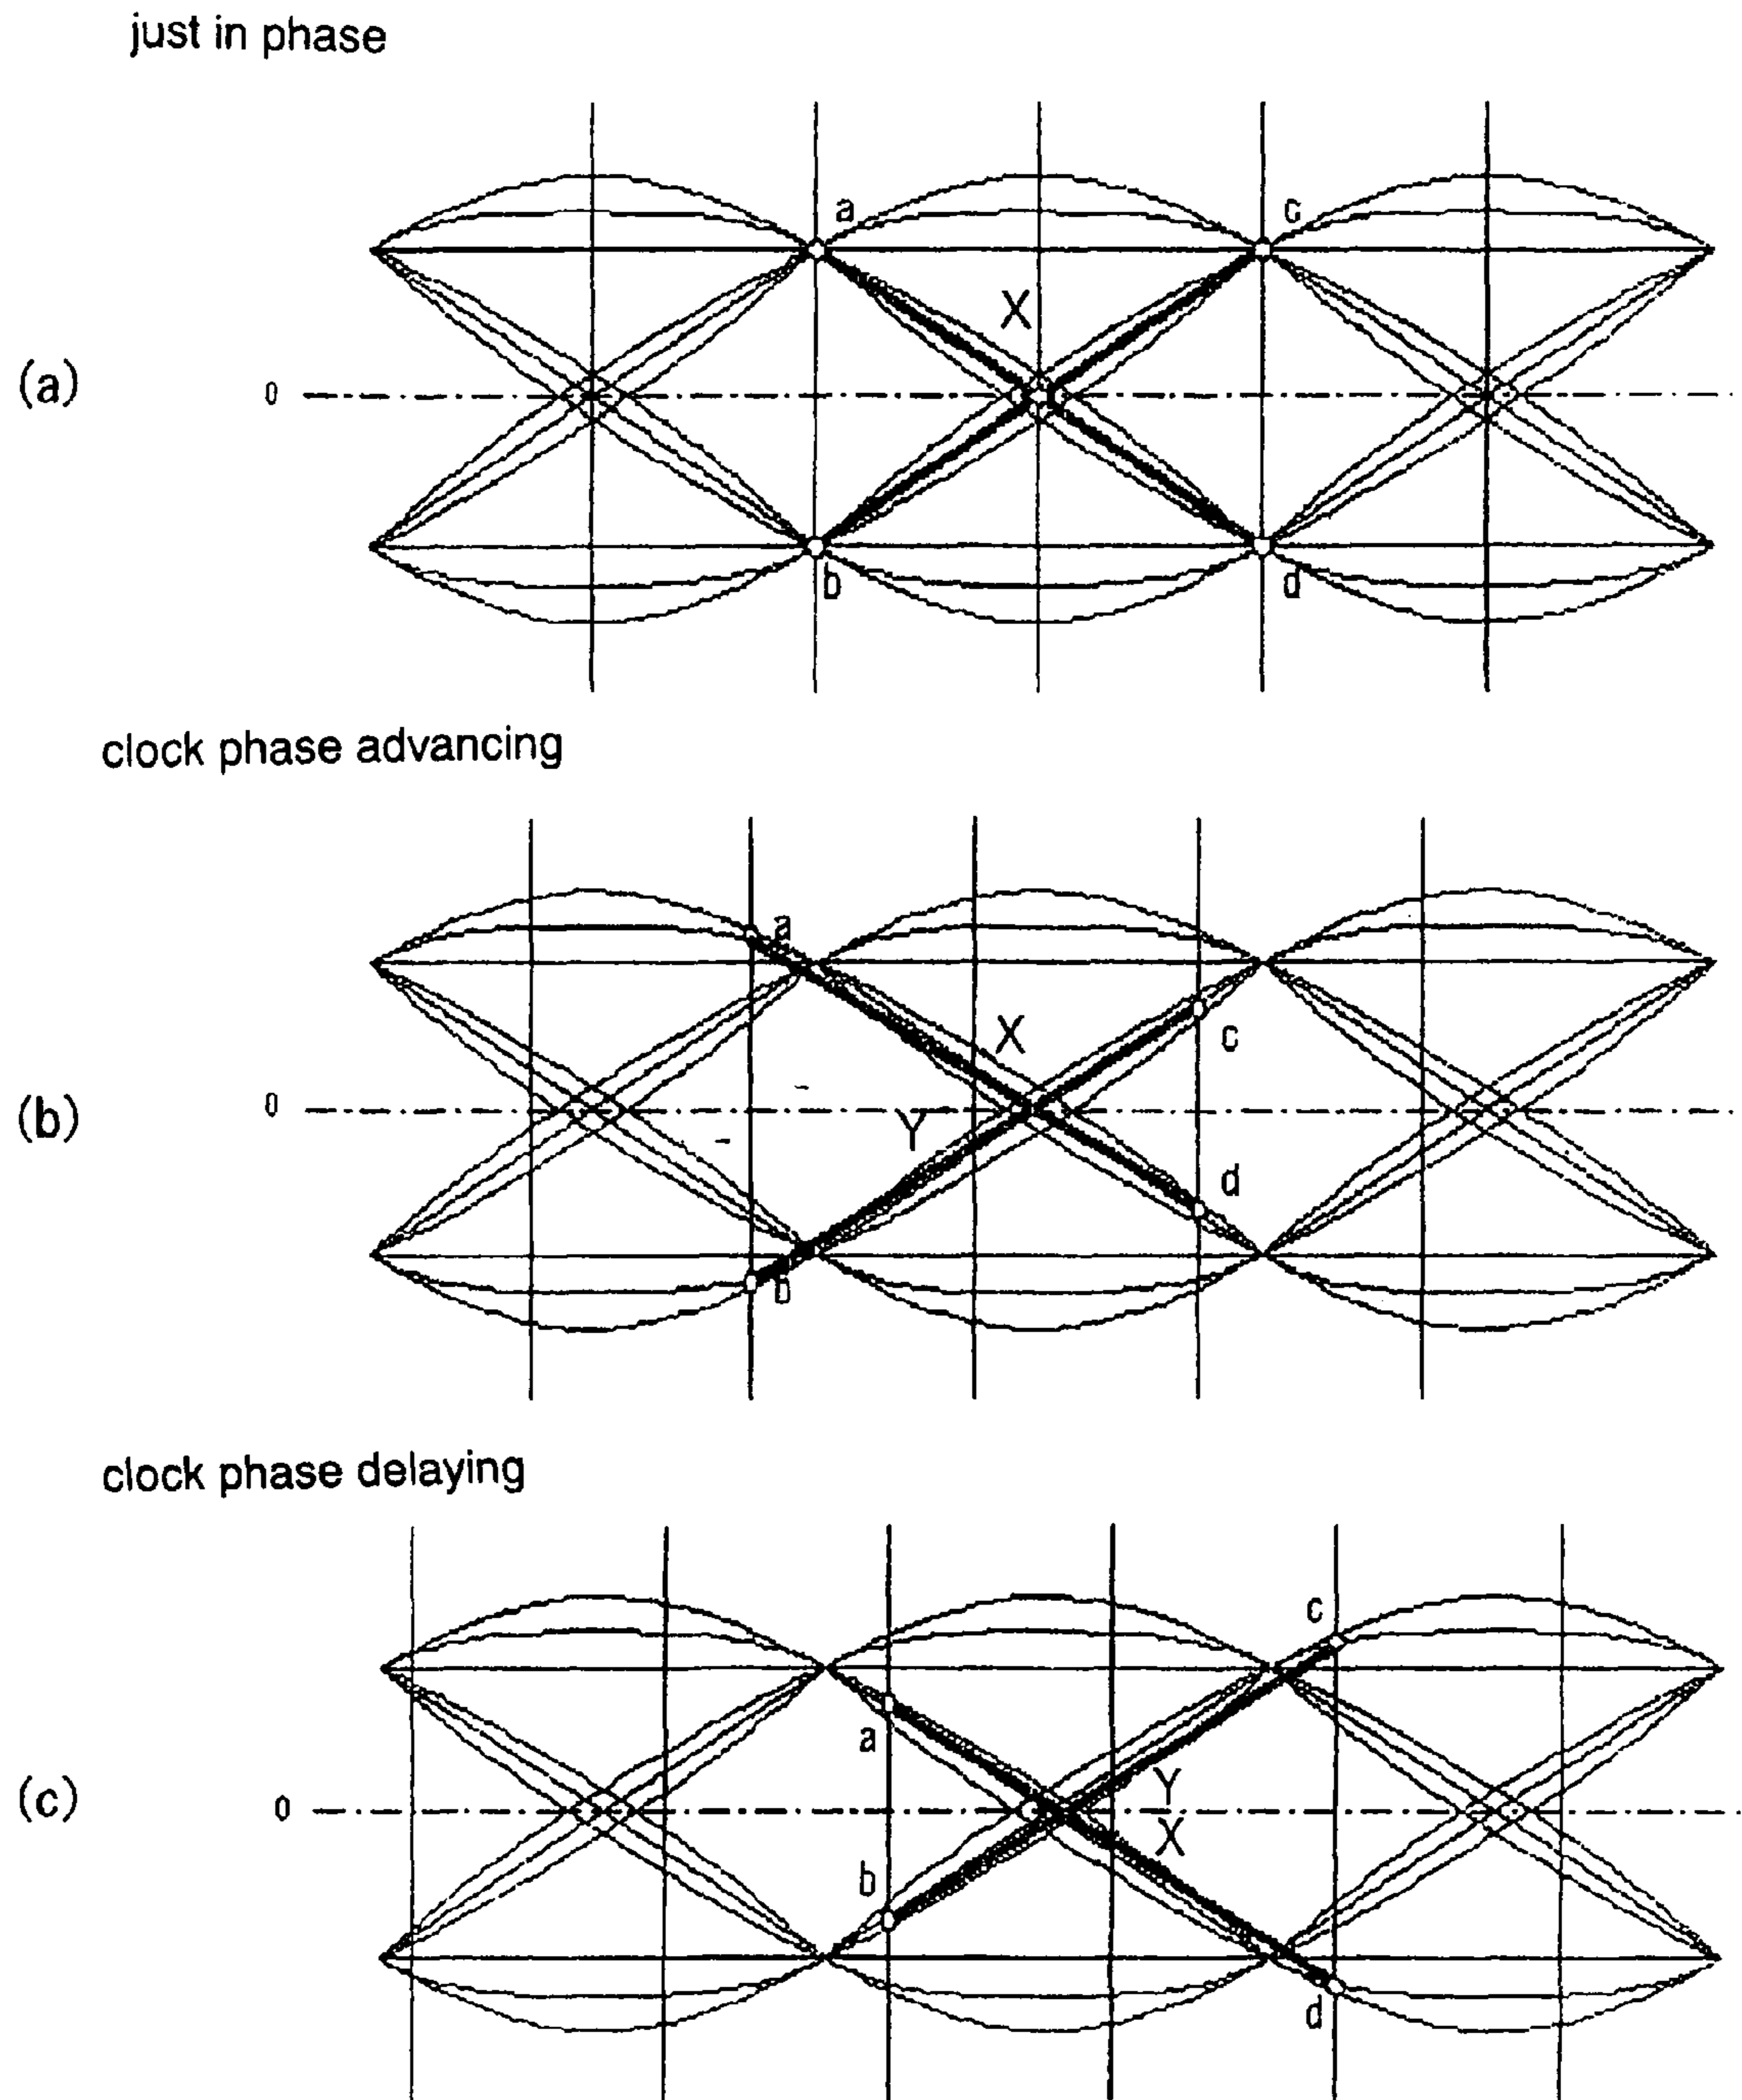 just in phase
a
c
X
(a)
0
b
d
clock phase advancing
a
X
c
(b)
0
Y
d
b
clock phase delaying
c
a
Y
(c)
0
X
b
d